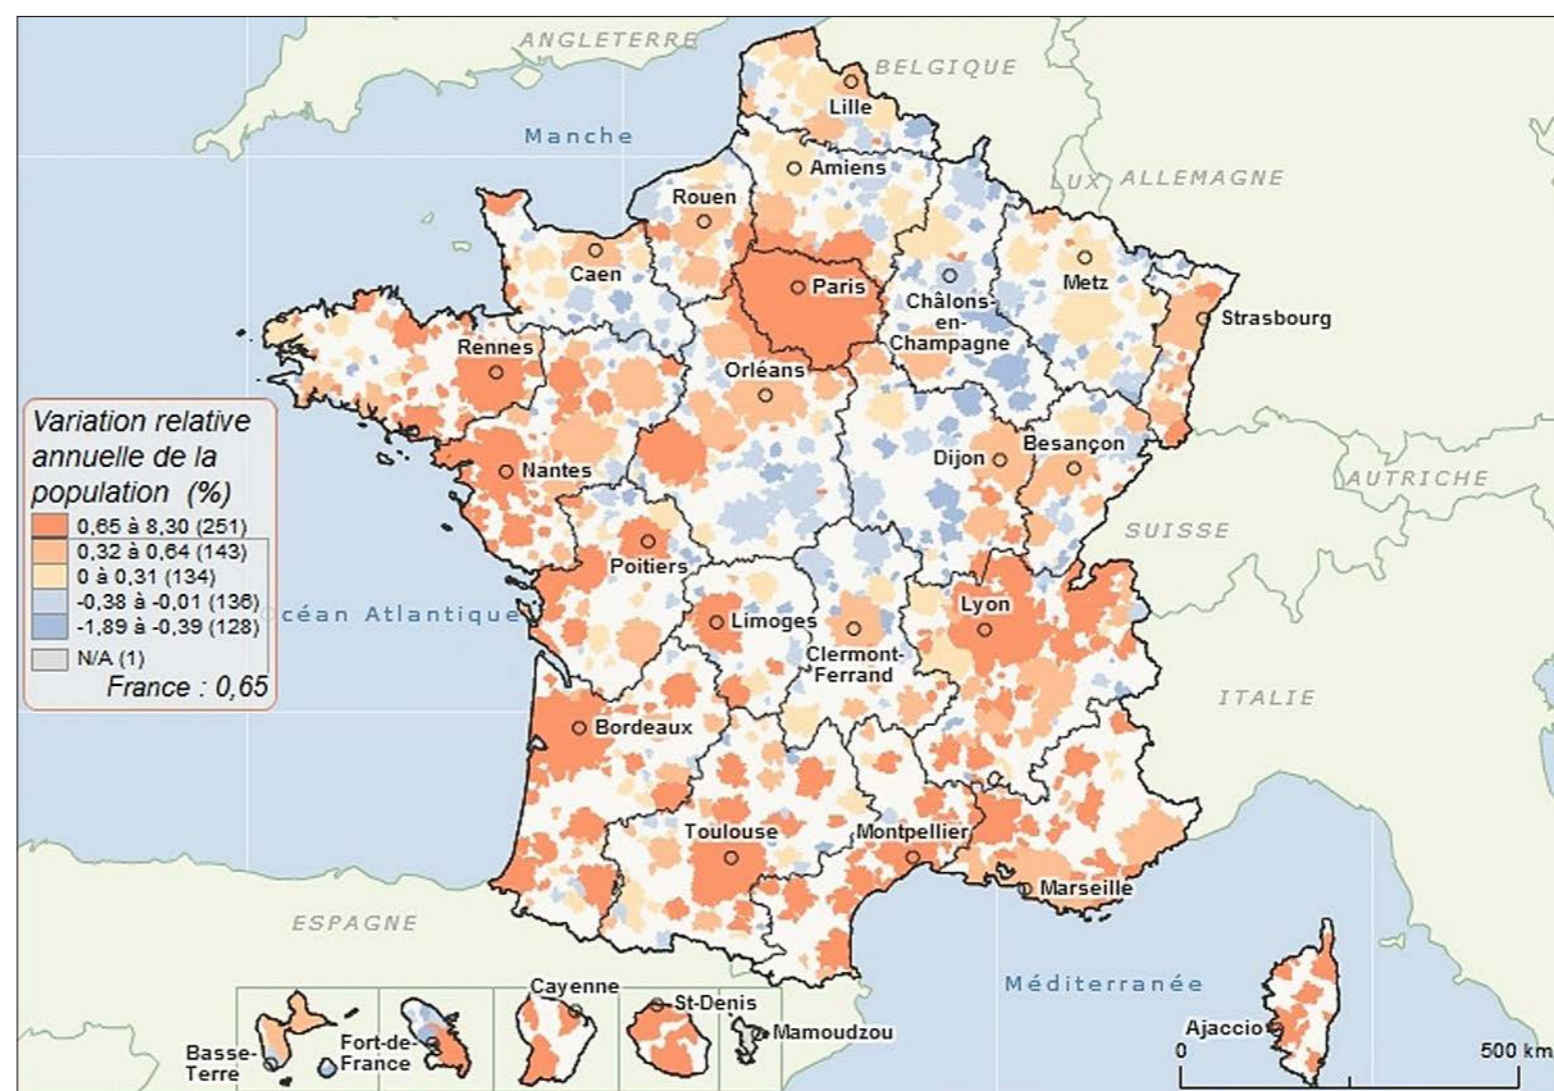 ANGLETERRE
BELGIQUE
Lille
Manche
Amiens
LUX
ALLEMAGNE
Rouen
Caen
Paris
Metz
Châlons-
en-
Champagne
Strasbourg
Rennes
Orléans
Variation relative
annuelle de la
population (%)
0,65 à 8,30 (251)
0,32 à 0,64 (143)
0 à 0,31 (134)
-0,38 à -0,01 (136)
-1,89 à -0,39 (128)
N/A (1)
France : 0,65
Nantes
Dijon
Besançon
AUTRICHE
SUISSE
Poitiers
océan Atlantique
Limoges
Lyon
Clermont-
Ferrand
ITALIE
Bordeaux
Toulouse
Montpellier
Marseille
ESPAGNE
Méditerranée
Cayenne
St-Denis
Mamoudzou
Fort-de-
France
Basse-
Terre
Ajaccio
0
500 km